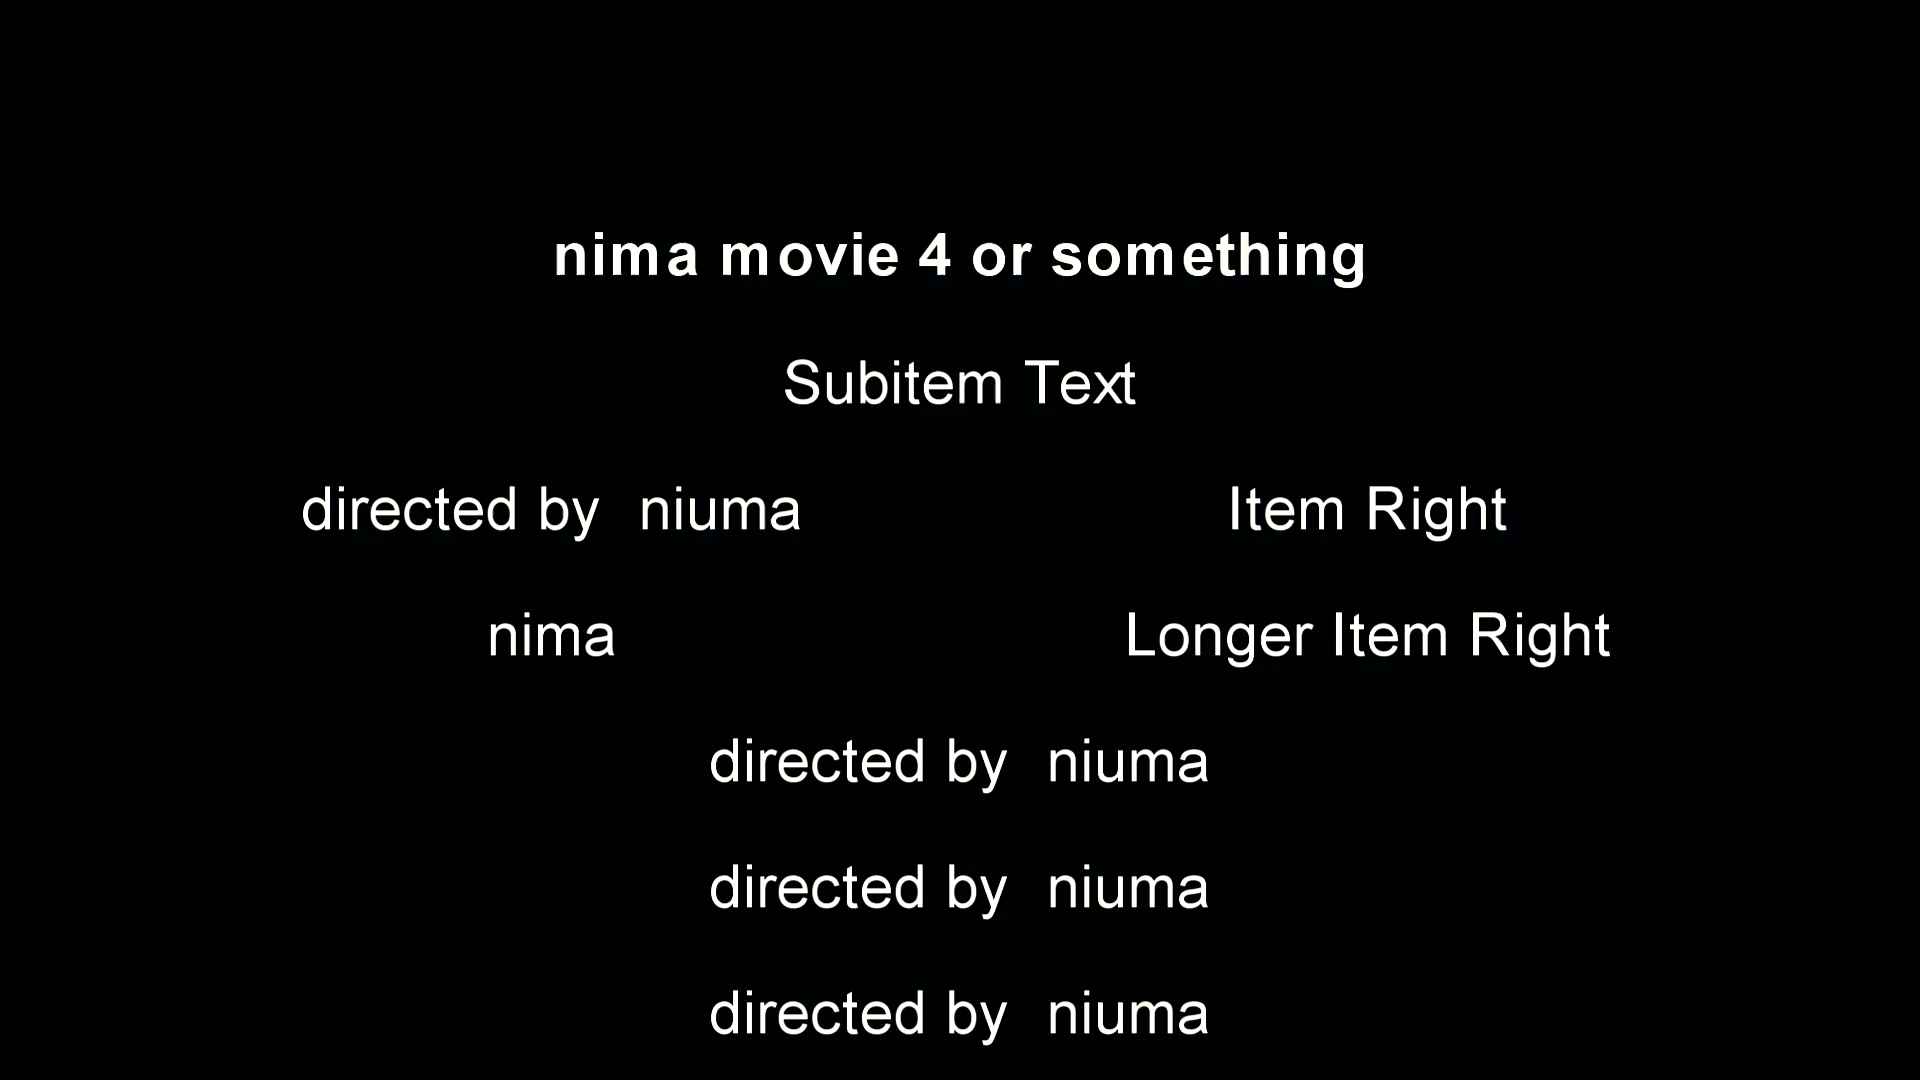 nima movie 4 or something
Subitem Text
directed by  niuma Item Right
nima Longer Item Right
directed by  niuma
directed by  niuma
directed by  niuma